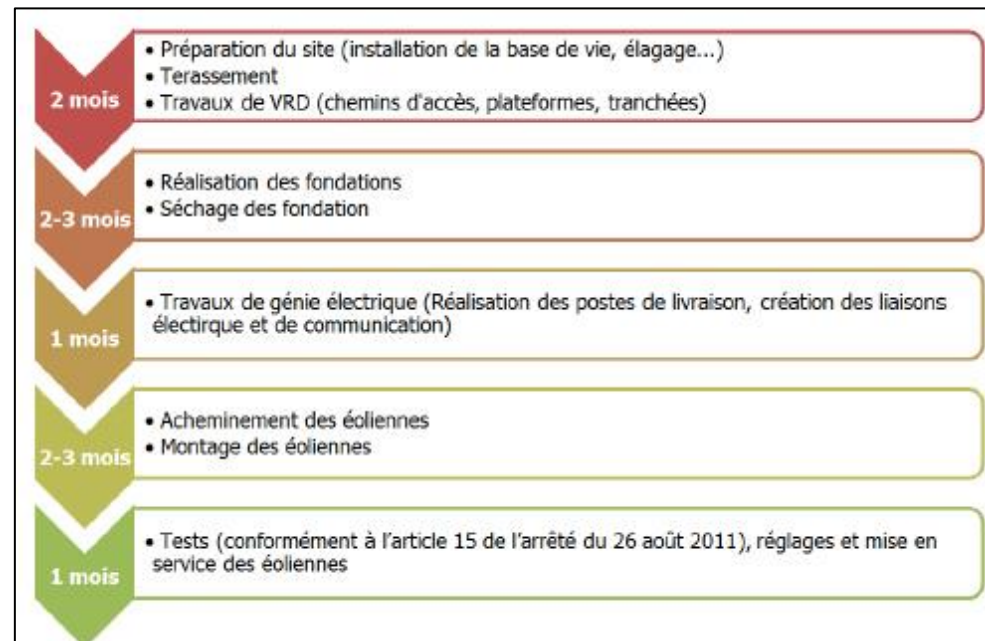 2 mois
• Préparation du site (installation de la base de vie, élagage...)
• Terassement
• Travaux de VRD (chemins d'accès, plateformes, tranchées)
2-3 mois
• Réalisation des fondations
• Séchage des fondation
1 mois
• Travaux de génie électrique (Réalisation des postes de livraison, création des liaisons
électirque et de communication)
2-3 mois
• Acheminement des éoliennes
• Montage des éoliennes
1 mois
• Tests (conformément à l'article 15 de l'arrêté du 26 août 2011), réglages et mise en
service des éoliennes